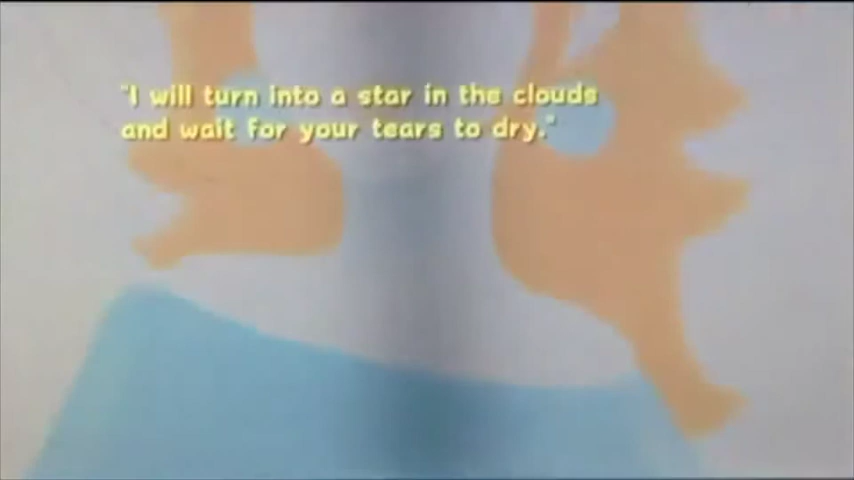 "I will turn into a star in the clouds
and wait for your tears to dry."